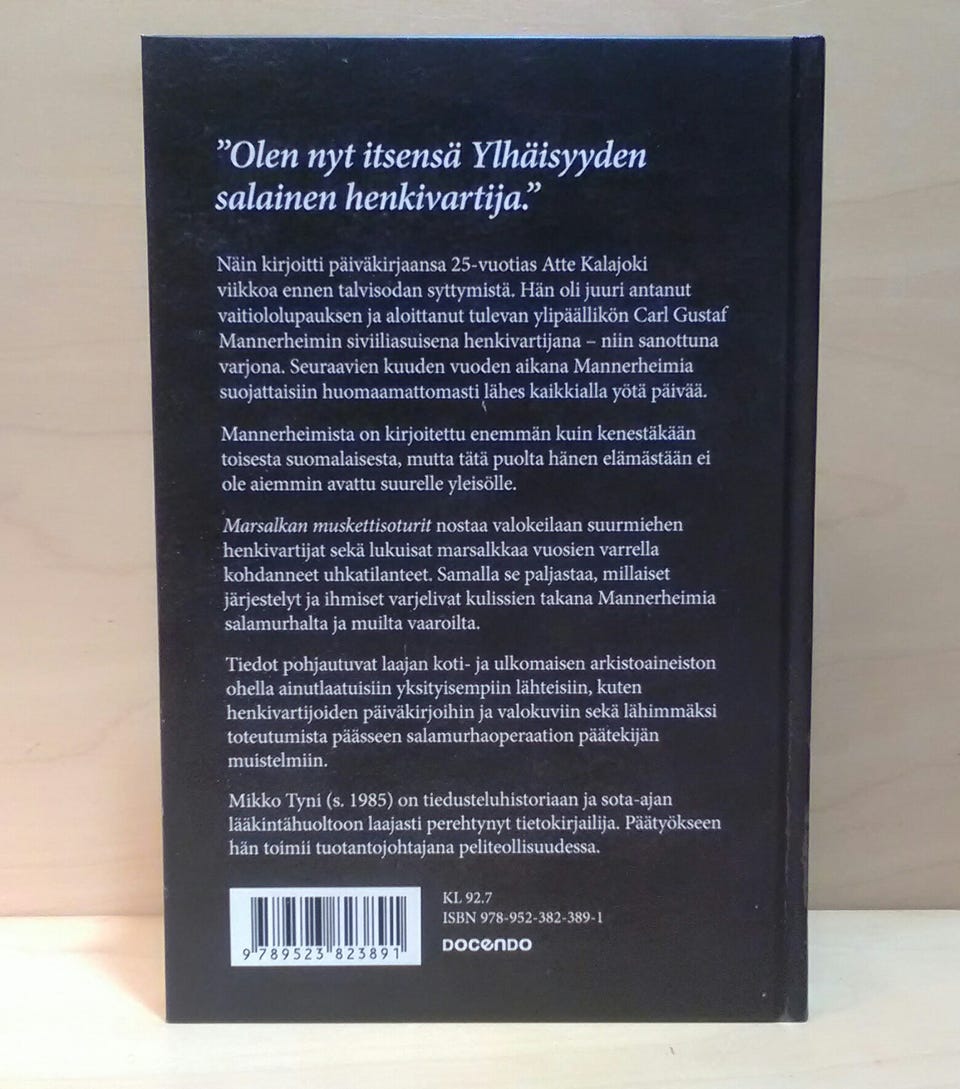 ”Olen nyt itsensä Ylhäisyyden
salainen henkivartija.”
Näin kirjoitti päiväkirjaansa 25-vuotias Atte Kalajoki
viikkoa ennen talvisodan syttymistä. Hän oli juuri antanut
vaitiololupauksen ja aloittanut tulevan ylipäällikön Carl Gustaf
Mannerheimin siviiliasuisena henkivartijana – niin sanottuna
varjona. Seuraavien kuuden vuoden aikana Mannerheimia
suojattaisiin huomaamattomasti lähes kaikkialla yötä päivää.
Mannerheimista on kirjoitettu enemmän kuin kenestäkään
toisesta suomalaisesta, mutta tätä puolta hänen elämästään ei
ole aiemmin avattu suurelle yleisölle.
Marsalkan muskettisoturit nostaa valokeilaan suurmiehen
henkivartijat sekä lukuisat marsalkkaa vuosien varrella
kohdanneet uhkatilanteet. Samalla se paljastaa, millaiset
järjestelyt ja ihmiset varjelivat kulissien takana Mannerheimia
salamurhalta ja muilta vaaroilta.
Tiedot pohjautuvat laajan koti- ja ulkomaisen arkistoaineiston
ohella ainutlaatuisiin yksityisempiin lähteisiin, kuten
henkivartijoiden päiväkirjoihin ja valokuviin sekä lähimmäksi
toteutumista päässeen salamurhaoperaation päätekijän
muistelmiin.
Mikko Tyni (s. 1985) on tiedusteluhistoriaan ja sota-ajan
lääkintähuoltoon laajasti perehtynyt tietokirjailija. Päätyökseen
hän toimii tuotantojohtajana peliteollisuudessa.
KL 92.7
ISBN 978-952-382-389-1
DOCENDO
9 789523 823891